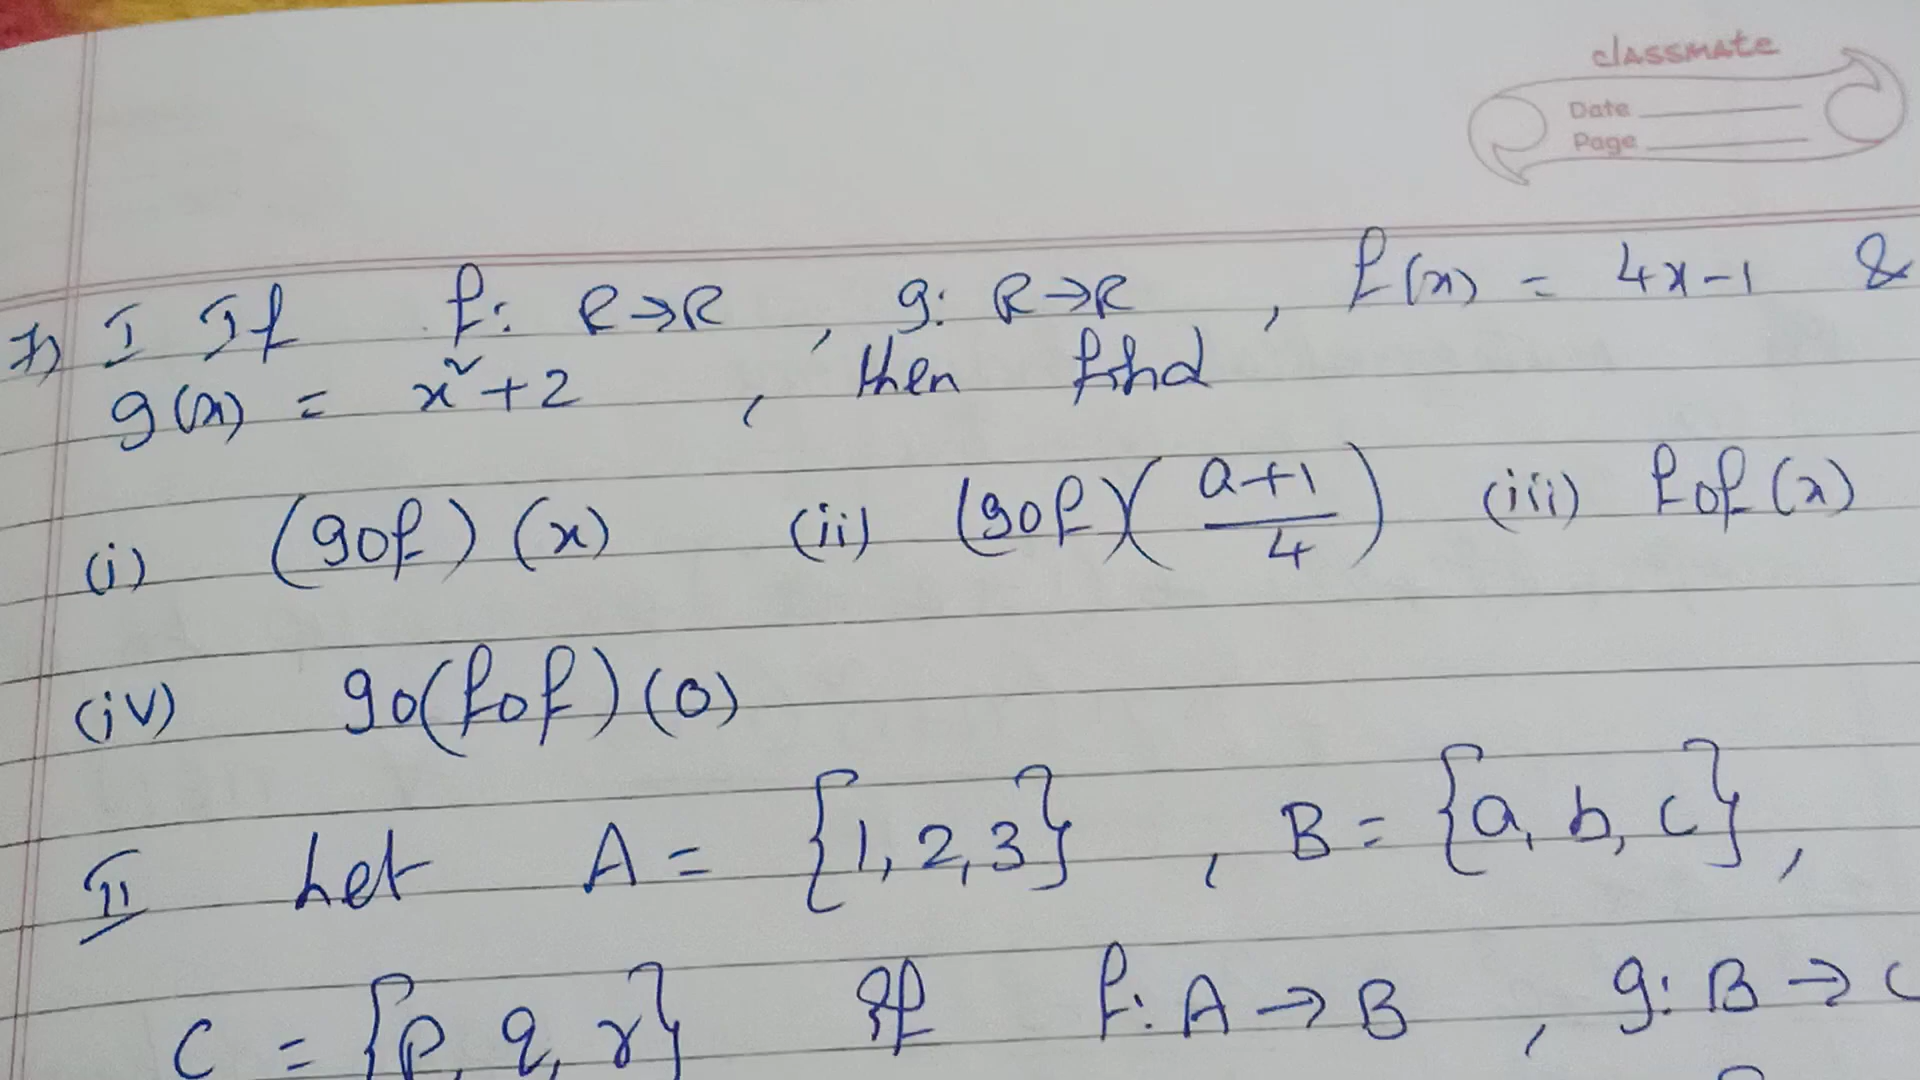 classmate
Date
Page
7) I If f: R→R, g: R→R, f(x) = 4x-1 &
g(x) = x²+2, then find
(i) (gof)(x) (ii) (gof)(a+1/4) (iii) fof(x)
(iv) go(fof)(0)
II Let A = {1, 2, 3}, B = {a, b, c},
C = {p, q, r} If f: A→B, g: B→C